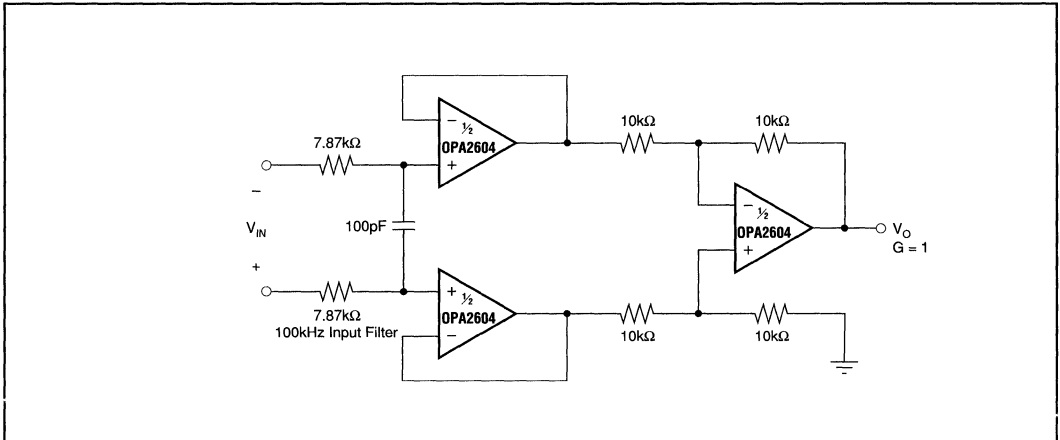 10kΩ
10kΩ
7.87kΩ
−
½
OPA2604
+
−
V_IN
+
100pF
−
½
OPA2604
+
V_O
G = 1
7.87kΩ
100kHz Input Filter
+
½
OPA2604
−
10kΩ
10kΩ